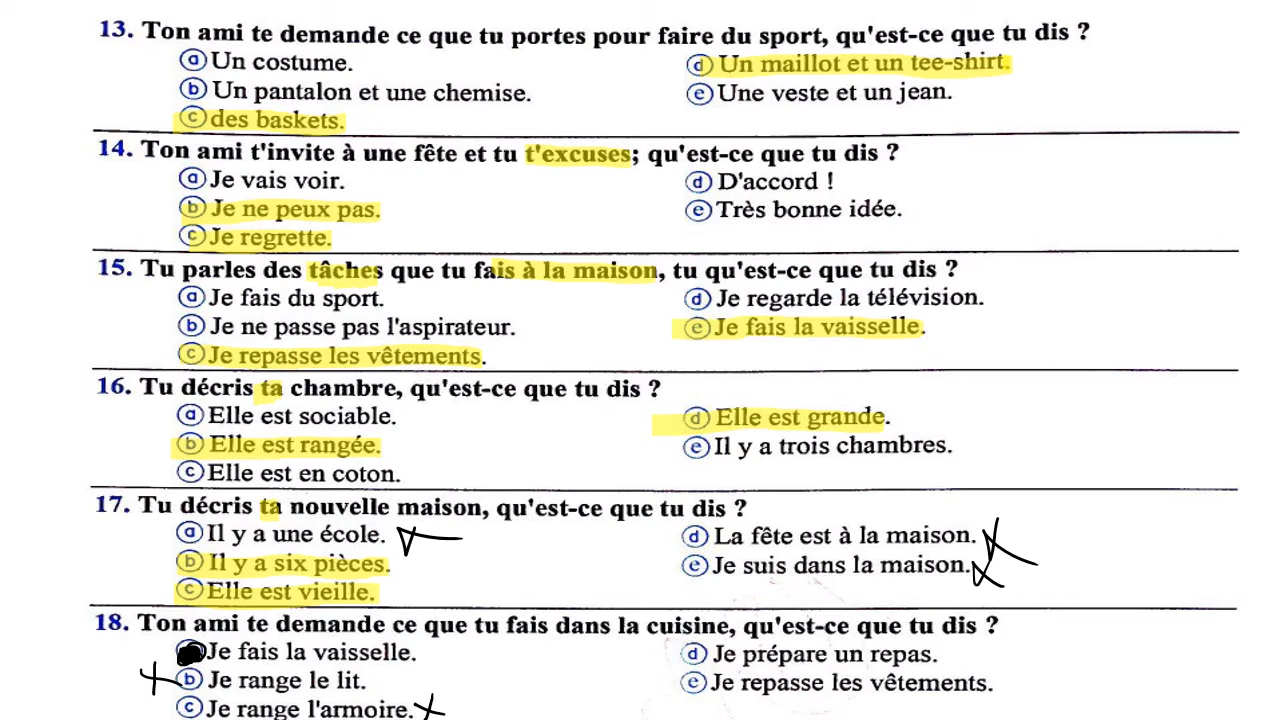 13. Ton ami te demande ce que tu portes pour faire du sport, qu'est-ce que tu dis ?
a Un costume.
b Un pantalon et une chemise.
c des baskets.
d Un maillot et un tee-shirt.
e Une veste et un jean.
14. Ton ami t'invite à une fête et tu t'excuses; qu'est-ce que tu dis ?
a Je vais voir.
b Je ne peux pas.
c Je regrette.
d D'accord !
e Très bonne idée.
15. Tu parles des tâches que tu fais à la maison, tu qu'est-ce que tu dis ?
a Je fais du sport.
b Je ne passe pas l'aspirateur.
c Je repasse les vêtements.
d Je regarde la télévision.
e Je fais la vaisselle.
16. Tu décris ta chambre, qu'est-ce que tu dis ?
a Elle est sociable.
b Elle est rangée.
c Elle est en coton.
d Elle est grande.
e Il y a trois chambres.
17. Tu décris ta nouvelle maison, qu'est-ce que tu dis ?
a Il y a une école.
b Il y a six pièces.
c Elle est vieille.
d La fête est à la maison.
e Je suis dans la maison.
18. Ton ami te demande ce que tu fais dans la cuisine, qu'est-ce que tu dis ?
Je fais la vaisselle.
b Je range le lit.
c Je range l'armoire.
d Je prépare un repas.
e Je repasse les vêtements.